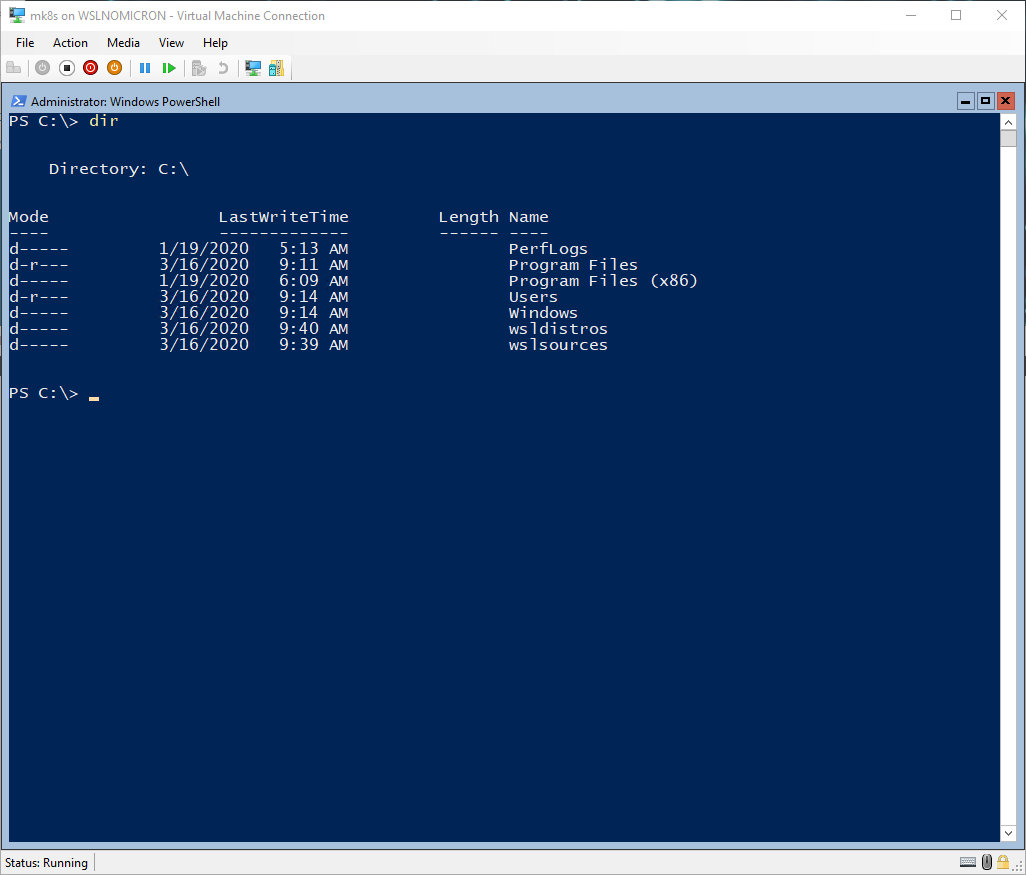 mk8s on WSLNOMICRON - Virtual Machine Connection
File Action Media View Help
Administrator: Windows PowerShell
PS C:\> dir
Directory: C:\
Mode LastWriteTime Length Name
---- ------------- ------ ----
d----- 1/19/2020 5:13 AM PerfLogs
d-r--- 3/16/2020 9:11 AM Program Files
d----- 1/19/2020 6:09 AM Program Files (x86)
d-r--- 3/16/2020 9:14 AM Users
d----- 3/16/2020 9:14 AM Windows
d----- 3/16/2020 9:40 AM wsldistros
d----- 3/16/2020 9:39 AM wslsources
PS C:\> _
Status: Running